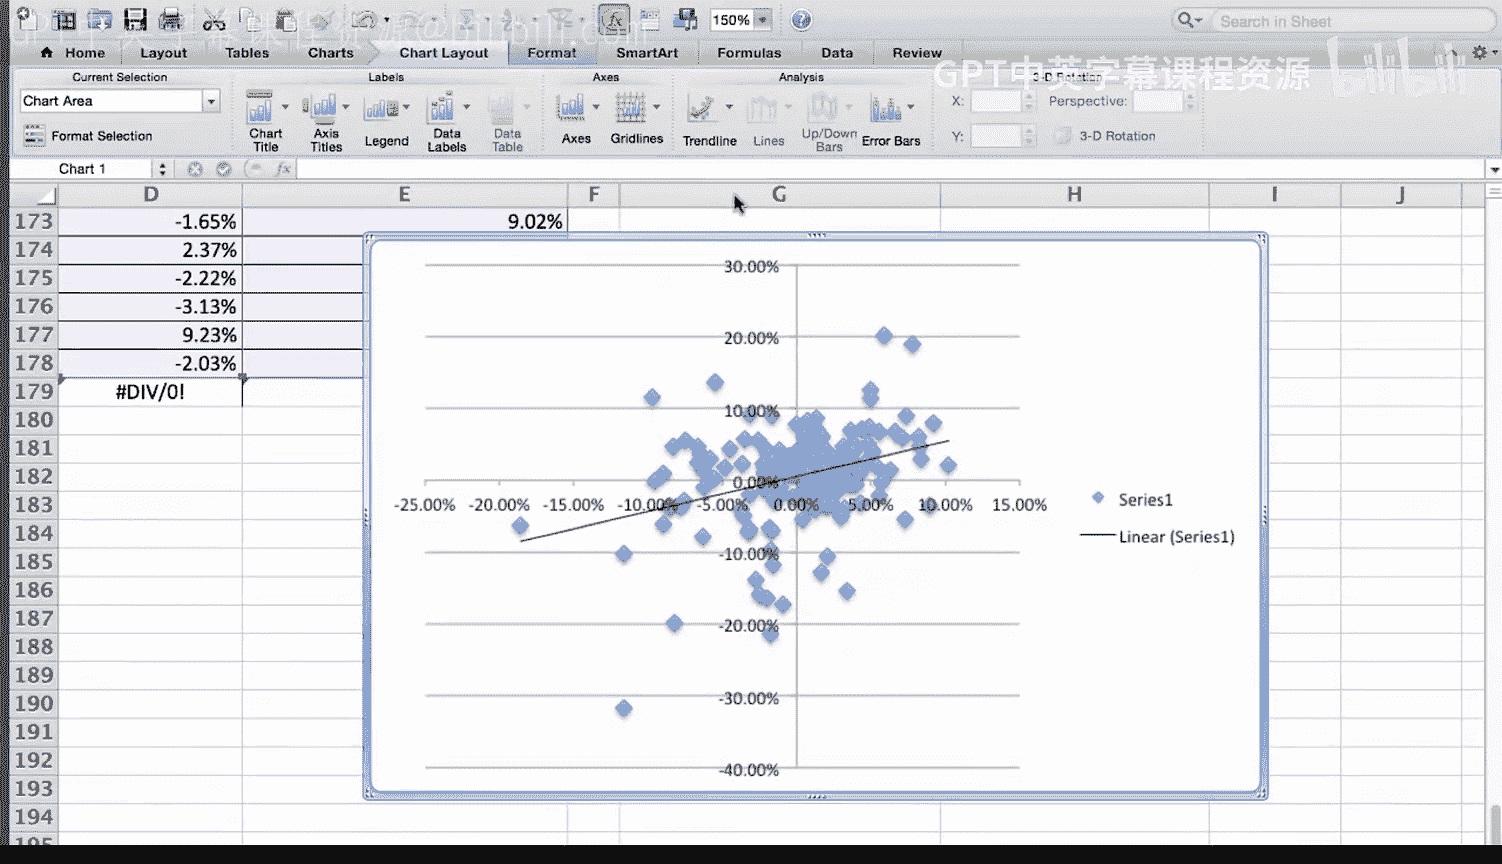 150%
Search in Sheet
Home Layout Tables Charts Chart Layout Format SmartArt Formulas Data Review
GPT中英字幕课程资源 bilibili
Current Selection Labels Axes Analysis 3-D Rotation
Chart Area
Format Selection
Chart Title
Axis Titles
Legend
Data Labels
Data Table
Axes
Gridlines
Trendline
Lines
Up/Down Bars
Error Bars
X: Perspective:
Y: 3-D Rotation
Chart 1 fx
D E F G H I J
173 -1.65% 9.02%
174 2.37%
175 -2.22%
176 -3.13%
177 9.23%
178 -2.03%
179 #DIV/0!
180
181
182
183
184
185
186
187
188
189
190
191
192
193
194
195
30.00%
20.00%
10.00%
0.00%
-25.00% -20.00% -15.00% -10.00% -5.00% 0.00% 5.00% 10.00% 15.00%
-10.00%
-20.00%
-30.00%
-40.00%
Series1
Linear (Series1)